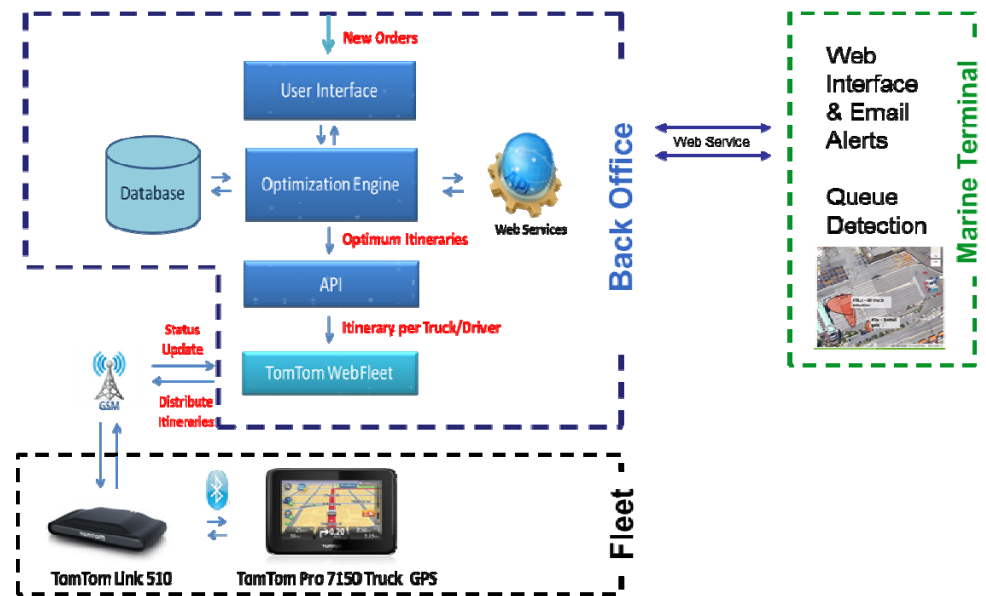 New Orders
User Interface
Database
Optimization Engine
API
Web Services
Optimum Itineraries
API
Itinerary per Truck/Driver
TomTom WebFleet
Back Office
Status
Update
GSM
Distribute
Itineraries
TomTom Link 510
TomTom Pro 7150 Truck GPS
Fleet
Web Service
Web
Interface
& Email
Alerts
Queue
Detection
Marine Terminal